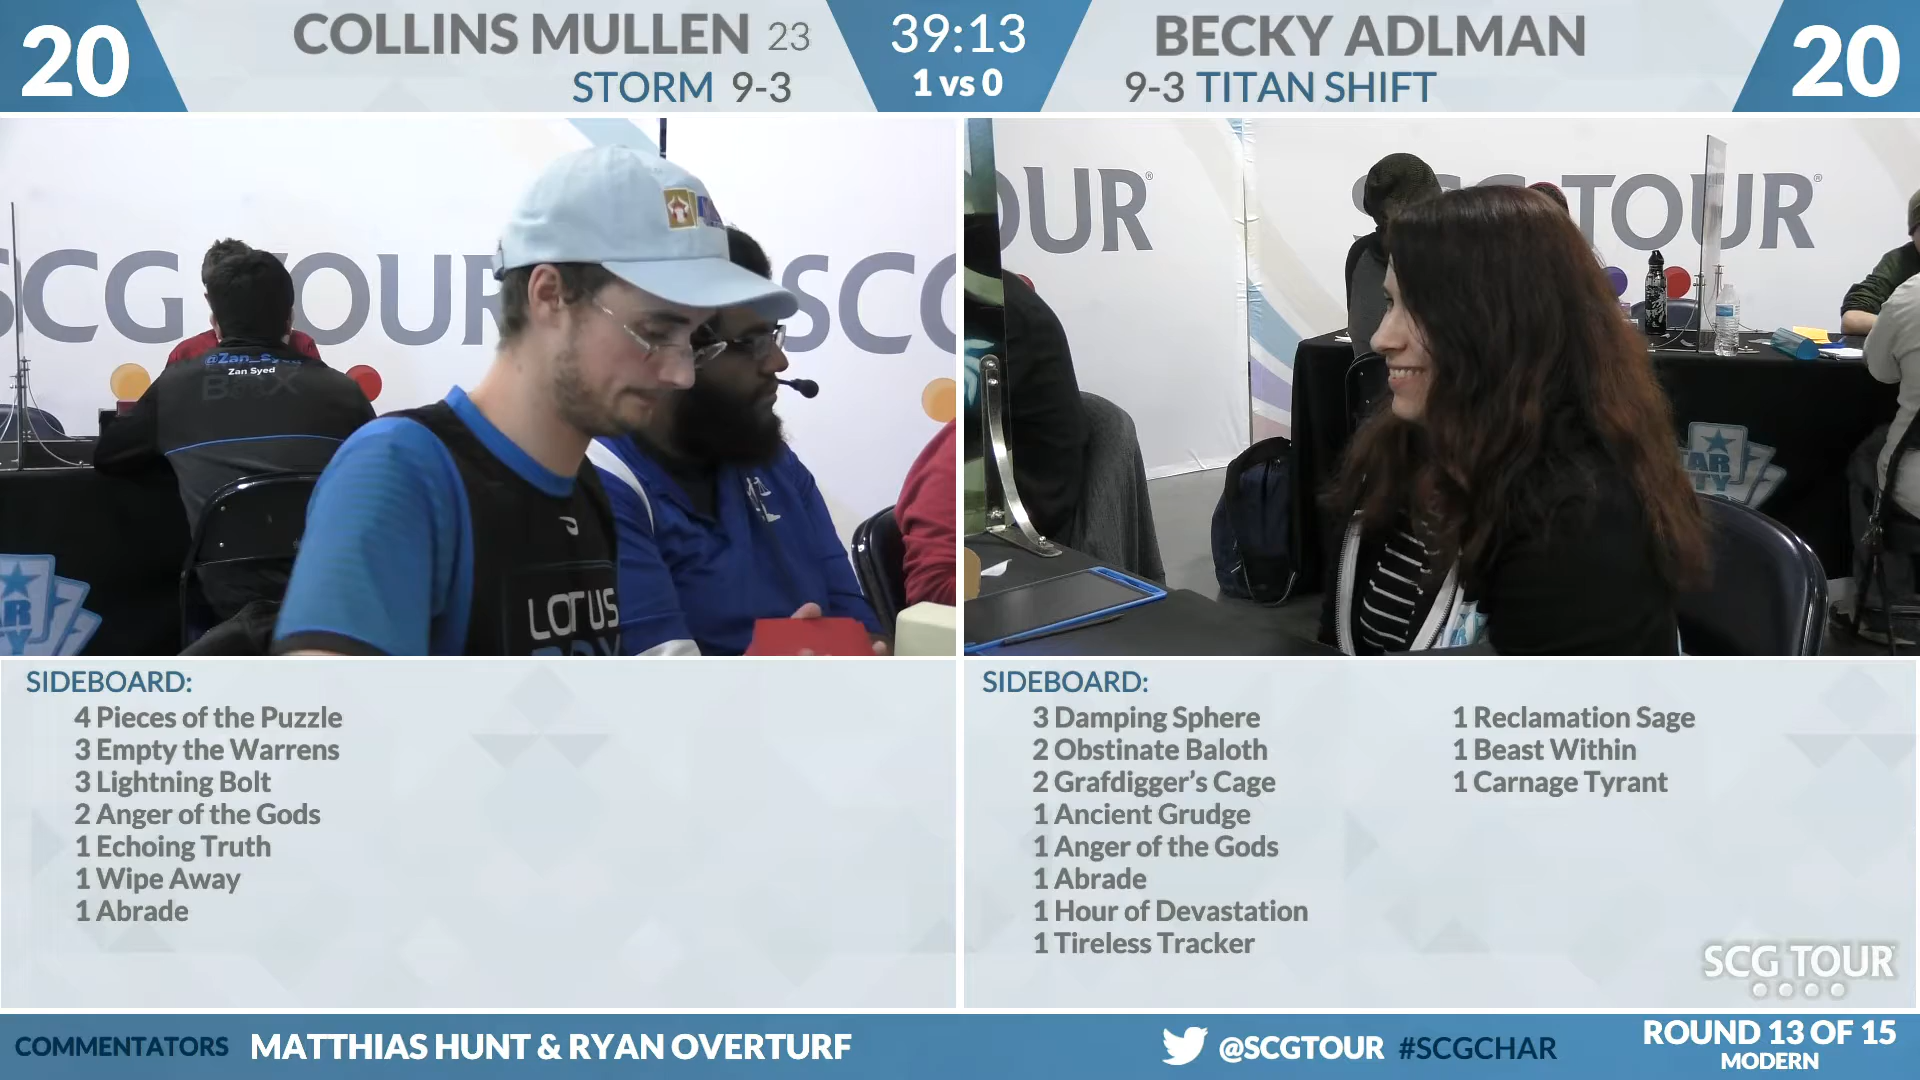 20
COLLINS MULLEN 23
STORM 9-3
39:13
1 vs 0
BECKY ADLMAN
9-3 TITAN SHIFT
20
SCG TOUR
SCG
@Zan_Syed
Zan Syed
LOTUS
BOX
OUR®
SCG TOUR®
STAR
SIDEBOARD:
4 Pieces of the Puzzle
3 Empty the Warrens
3 Lightning Bolt
2 Anger of the Gods
1 Echoing Truth
1 Wipe Away
1 Abrade
SIDEBOARD:
3 Damping Sphere
2 Obstinate Baloth
2 Grafdigger's Cage
1 Ancient Grudge
1 Anger of the Gods
1 Abrade
1 Hour of Devastation
1 Tireless Tracker
1 Reclamation Sage
1 Beast Within
1 Carnage Tyrant
SCG TOUR
COMMENTATORS MATTHIAS HUNT & RYAN OVERTURF
@SCGTOUR #SCGCHAR
ROUND 13 OF 15
MODERN